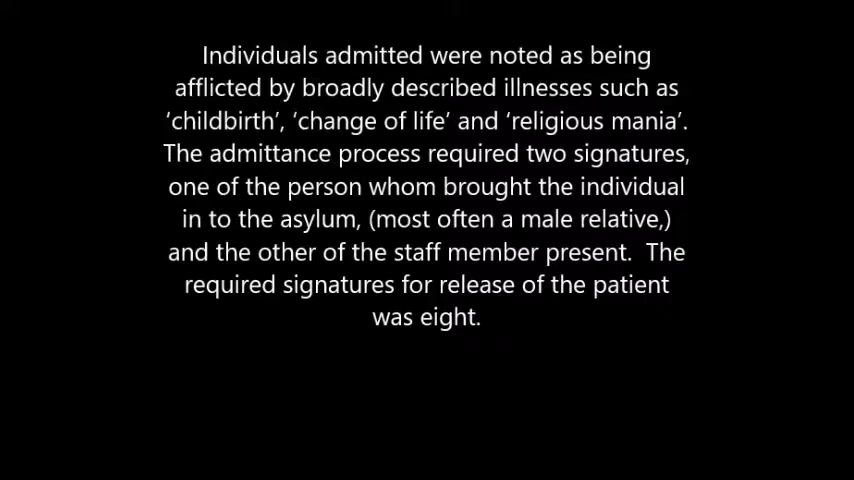 Individuals admitted were noted as being
afflicted by broadly described illnesses such as
‘childbirth’, ‘change of life’ and ‘religious mania’.
The admittance process required two signatures,
one of the person whom brought the individual
in to the asylum, (most often a male relative,)
and the other of the staff member present.  The
required signatures for release of the patient
was eight.